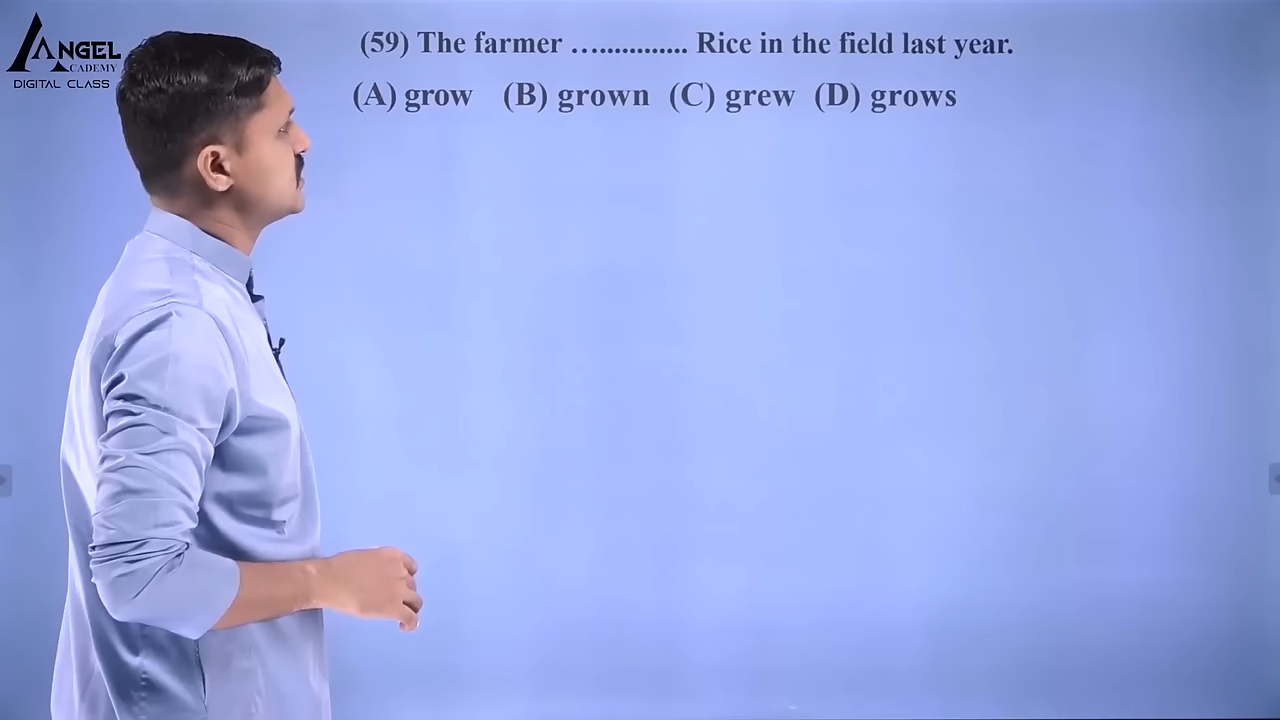 ANGEL
ACADEMY
DIGITAL CLASS
(59) The farmer …............. Rice in the field last year.
(A) grow (B) grown (C) grew (D) grows